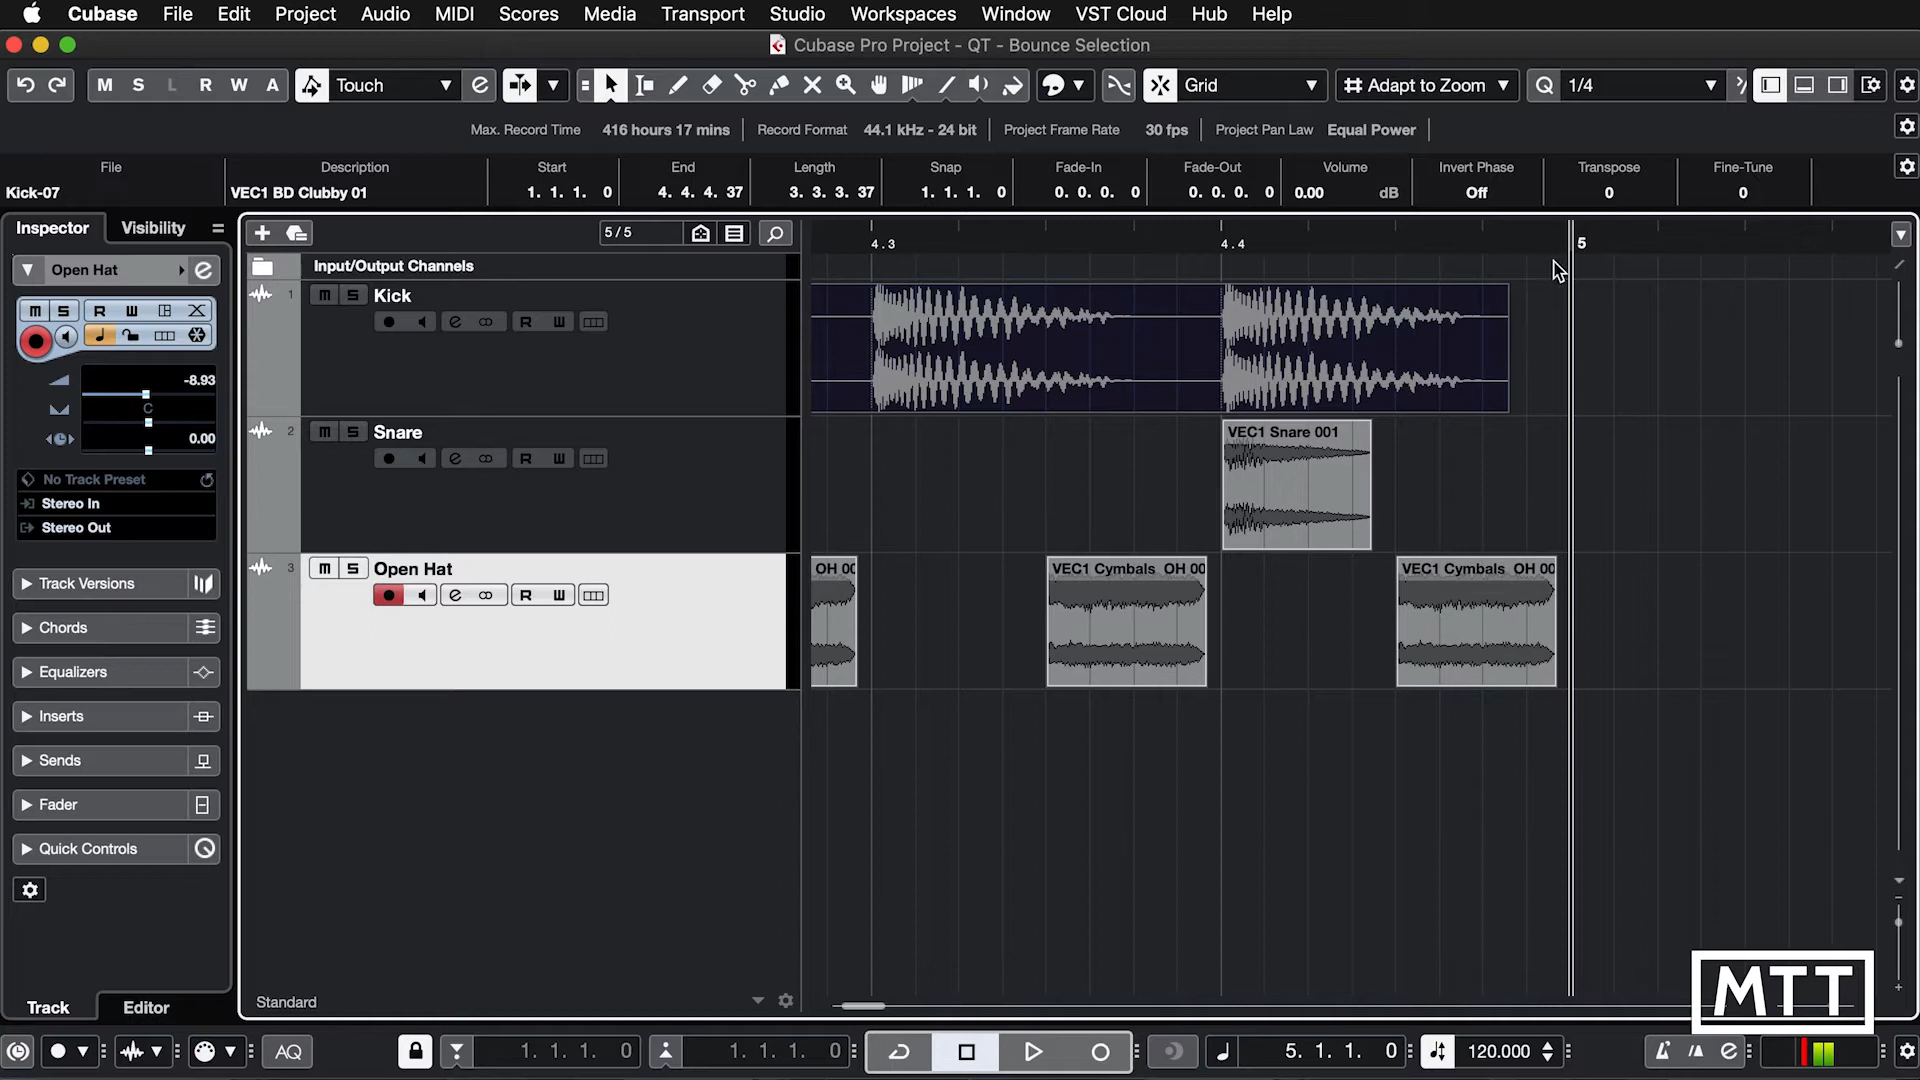 Cubase File Edit Project Audio MIDI Scores Media Transport Studio Workspaces Window VST Cloud Hub Help
Cubase Pro Project - QT - Bounce Selection
M S L R W A Touch e Grid Adapt to Zoom Q 1/4
Max. Record Time 416 hours 17 mins Record Format 44.1 kHz - 24 bit Project Frame Rate 30 fps Project Pan Law Equal Power
File Description Start End Length Snap Fade-In Fade-Out Volume Invert Phase Transpose Fine-Tune
Kick-07 VEC1 BD Clubby 01 1. 1. 1. 0 4. 4. 4. 37 3. 3. 3. 37 1. 1. 1. 0 0. 0. 0. 0 0. 0. 0. 0 0.00 dB Off 0 0
Inspector Visibility
5/5
4.3 4.4 5
Open Hat e
M S R W
-8.93
C
0.00
No Track Preset
Stereo In
Stereo Out
Track Versions
Chords
Equalizers
Inserts
Sends
Fader
Quick Controls
Track Editor
Input/Output Channels
1 M S Kick
e R W
2 M S Snare
e R W
3 M S Open Hat
e R W
VEC1 Snare 001
OH 00 VEC1 Cymbals OH 00 VEC1 Cymbals OH 00
Standard
MTT
AQ 1. 1. 1. 0 1. 1. 1. 0 5. 1. 1. 0 120.000 e